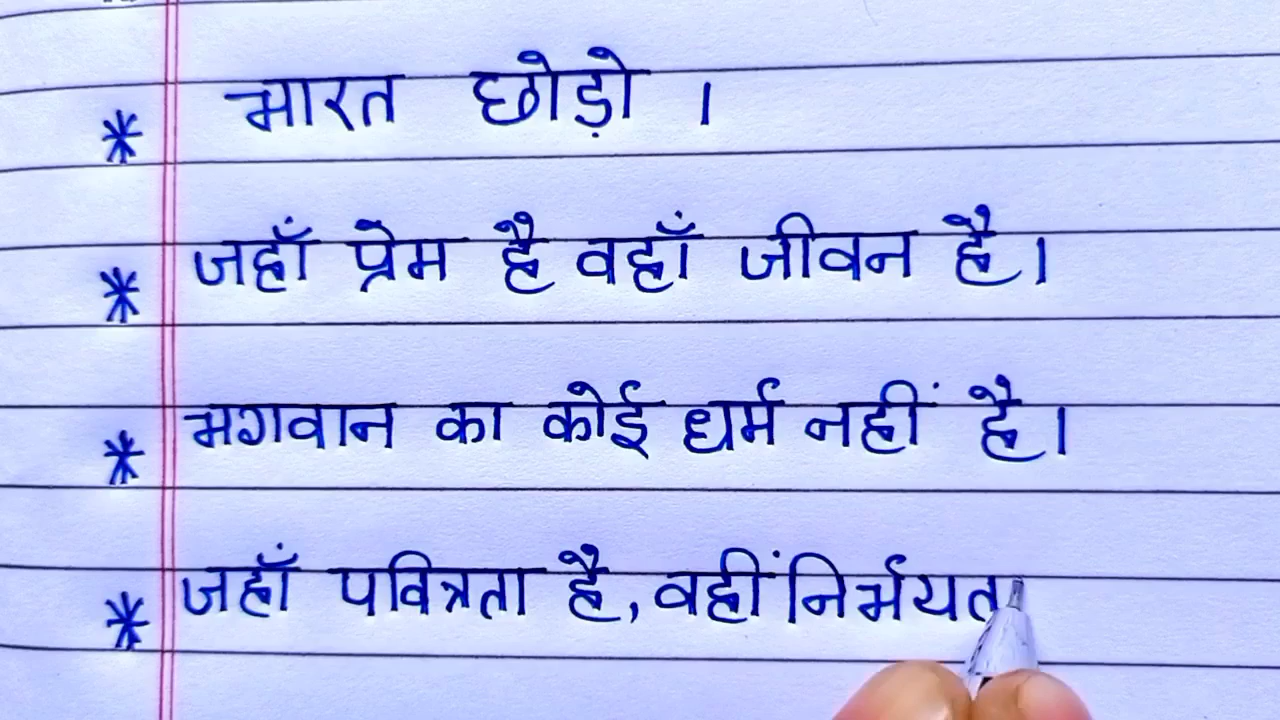 * भारत छोड़ो ।
* जहाँ प्रेम है वहाँ जीवन है।
* भगवान का कोई धर्म नहीं है।
* जहाँ पवित्रता है, वहीं निर्भयत